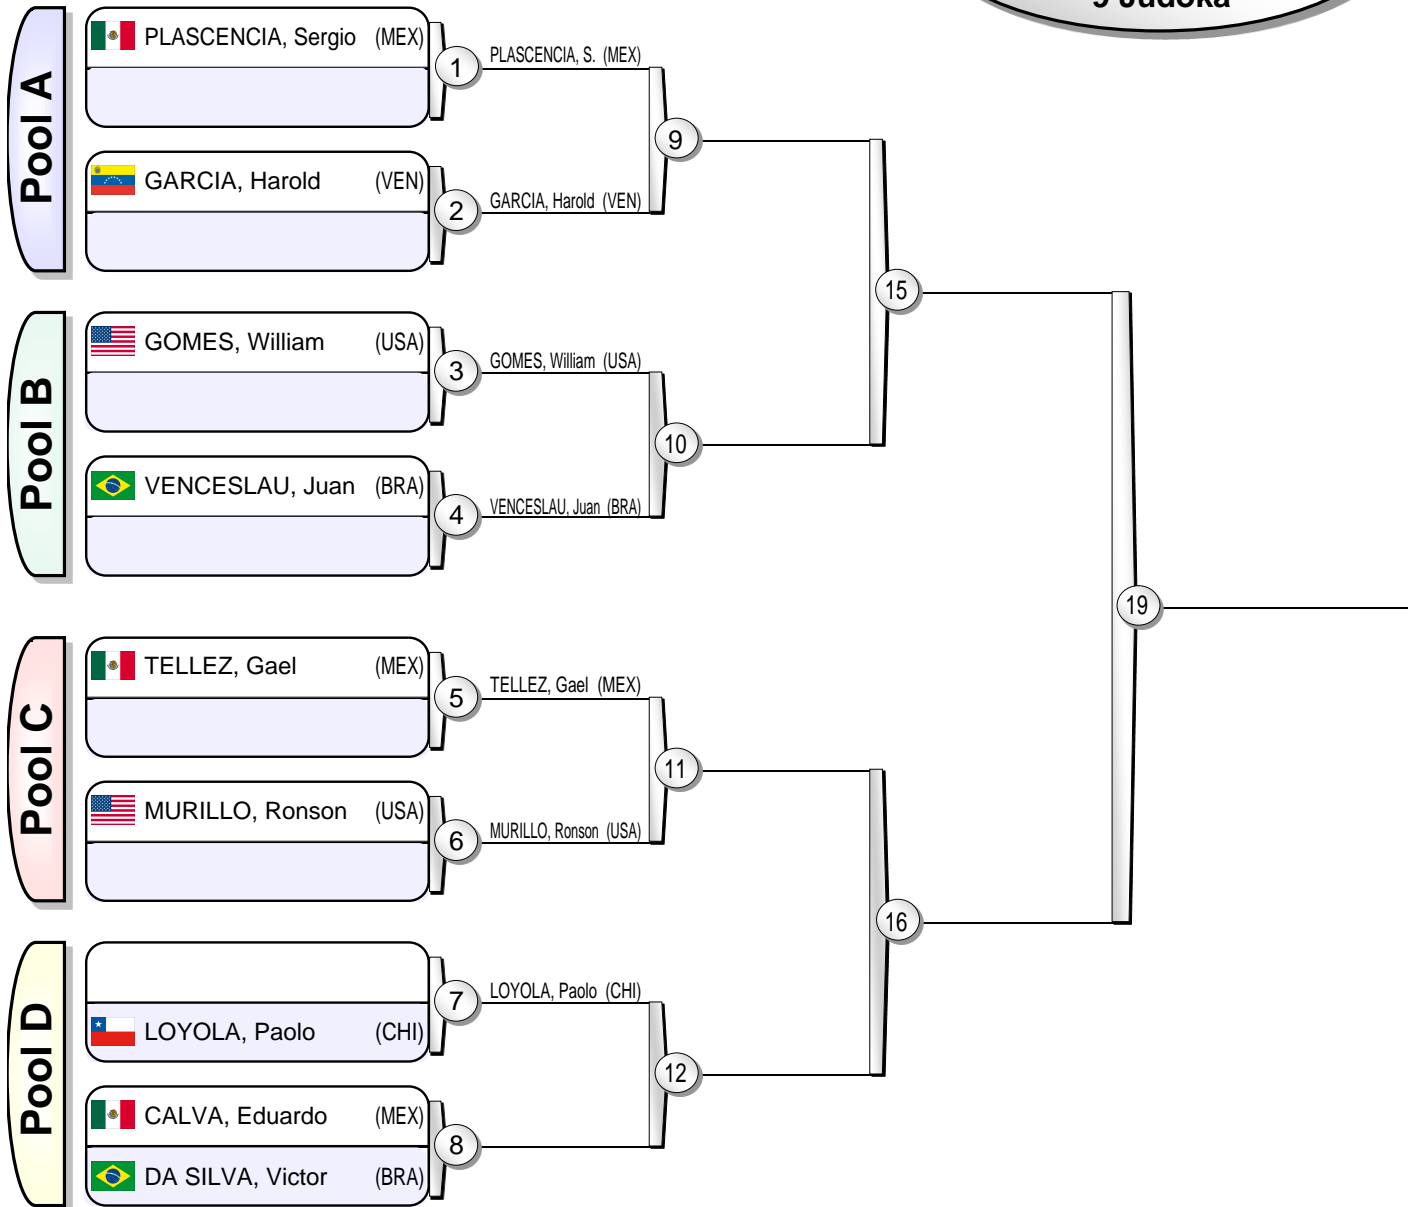 9 Judoka
Pool A
PLASCENCIA, Sergio (MEX)
1
PLASCENCIA, S. (MEX)
9
GARCIA, Harold (VEN)
2
GARCIA, Harold (VEN)
15
Pool B
GOMES, William (USA)
3
GOMES, William (USA)
10
VENCESLAU, Juan (BRA)
4
VENCESLAU, Juan (BRA)
19
Pool C
TELLEZ, Gael (MEX)
5
TELLEZ, Gael (MEX)
11
MURILLO, Ronson (USA)
6
MURILLO, Ronson (USA)
16
Pool D
7
LOYOLA, Paolo (CHI)
LOYOLA, Paolo (CHI)
12
CALVA, Eduardo (MEX)
8
DA SILVA, Victor (BRA)